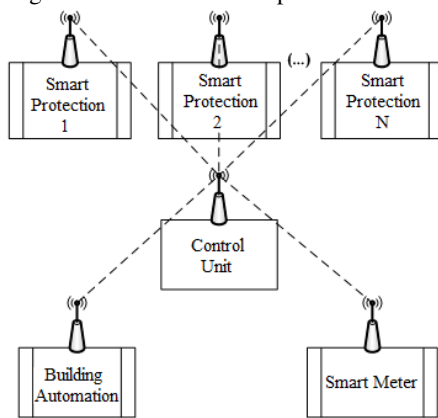 (...)
Smart
Protection
1
Smart
Protection
2
Smart
Protection
N
Control
Unit
Building
Automation
Smart Meter